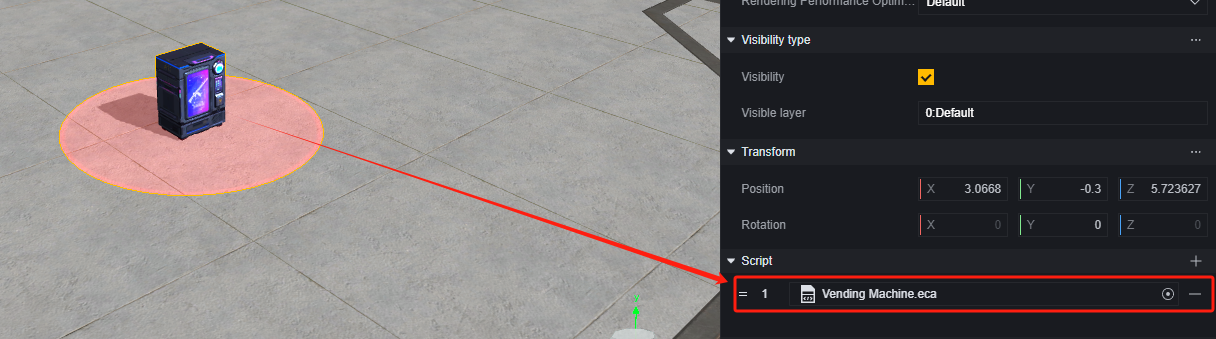 Rendering Performance Optim... Default
Visibility type ...
Visibility
Visible layer 0:Default
Transform ...
Position X 3.0668 Y -0.3 Z 5.723627
Rotation X 0 Y 0 Z 0
Script
1 Vending Machine.eca
Y